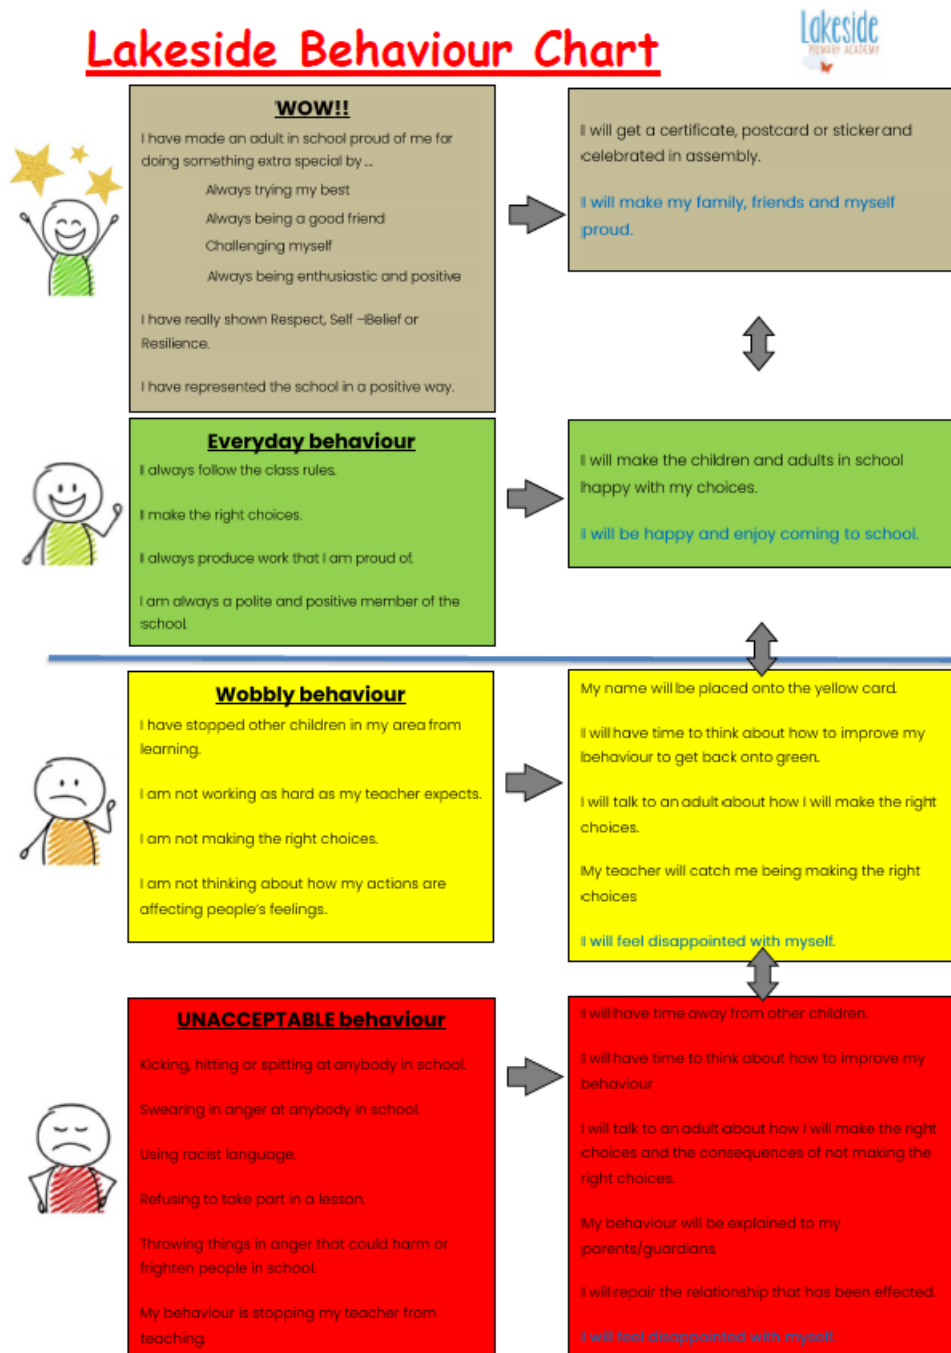 Lakeside Behaviour Chart
Lakeside
PRIMARY ACADEMY
WOW!!
I have made an adult in school proud of me for
doing something extra special by ...
Always trying my best
Always being a good friend
Challenging myself
Always being enthusiastic and positive
I have really shown Respect, Self –Belief or
Resilience.
I have represented the school in a positive way.
I will get a certificate, postcard or sticker and
celebrated in assembly.
I will make my family, friends and myself
proud.
Everyday behaviour
I always follow the class rules.
I make the right choices.
I always produce work that I am proud of.
I am always a polite and positive member of the
school.
I will make the children and adults in school
happy with my choices.
I will be happy and enjoy coming to school.
Wobbly behaviour
I have stopped other children in my area from
learning.
I am not working as hard as my teacher expects.
I am not making the right choices.
I am not thinking about how my actions are
affecting people's feelings.
My name will be placed onto the yellow card.
I will have time to think about how to improve my
behaviour to get back onto green.
I will talk to an adult about how I will make the right
choices.
My teacher will catch me being making the right
choices
I will feel disappointed with myself.
UNACCEPTABLE behaviour
Kicking, hitting or spitting at anybody in school.
Swearing in anger at anybody in school.
Using racist language.
Refusing to take part in a lesson.
Throwing things in anger that could harm or
frighten people in school.
My behaviour is stopping my teacher from
teaching.
I will have time away from other children.
I will have time to think about how to improve my
behaviour
I will talk to an adult about how I will make the right
choices and the consequences of not making the
right choices.
My behaviour will be explained to my
parents/guardians.
I will repair the relationship that has been effected.
I will feel disappointed with myself.